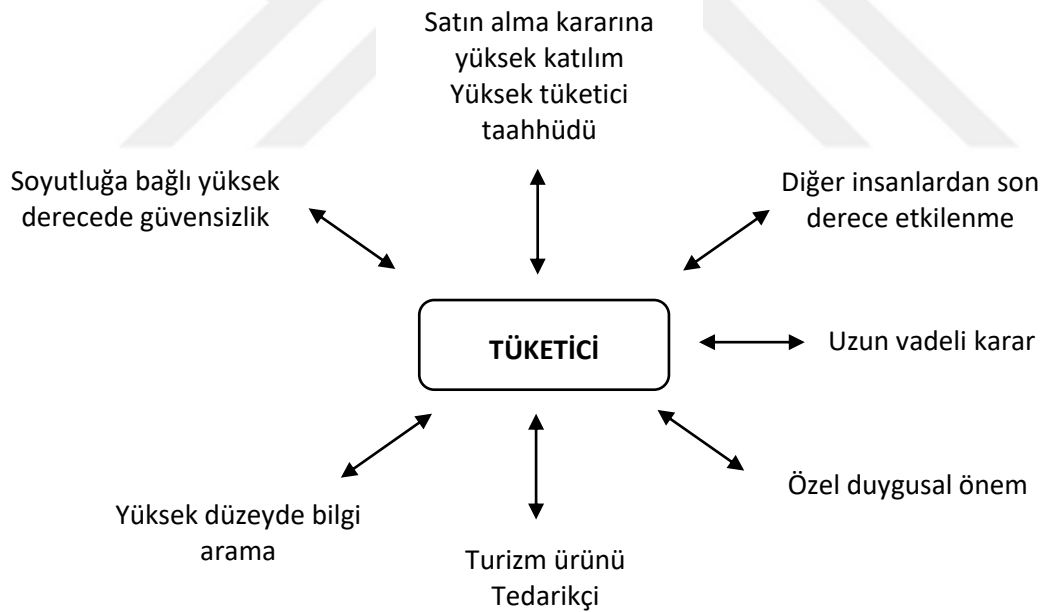 Satın alma kararına
yüksek katılım
Yüksek tüketici
taahhüdü
Soyutluğa bağlı yüksek
derecede güvensizlik
Diğer insanlardan son
derece etkilenme
TÜKETİCİ
Uzun vadeli karar
Özel duygusal önem
Yüksek düzeyde bilgi
arama
Turizm ürünü
Tedarikçi